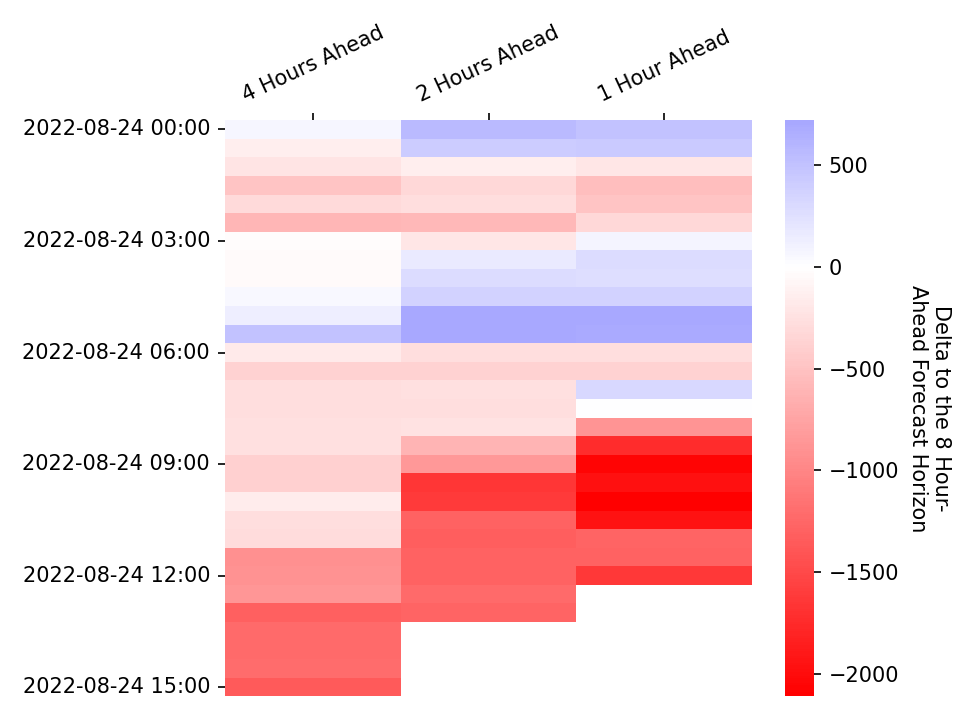 4 Hours Ahead
2 Hours Ahead
1 Hour Ahead
2022-08-24 00:00
2022-08-24 03:00
2022-08-24 06:00
2022-08-24 09:00
2022-08-24 12:00
2022-08-24 15:00
500
0
−500
−1000
−1500
−2000
Delta to the 8 Hour-
Ahead Forecast Horizon